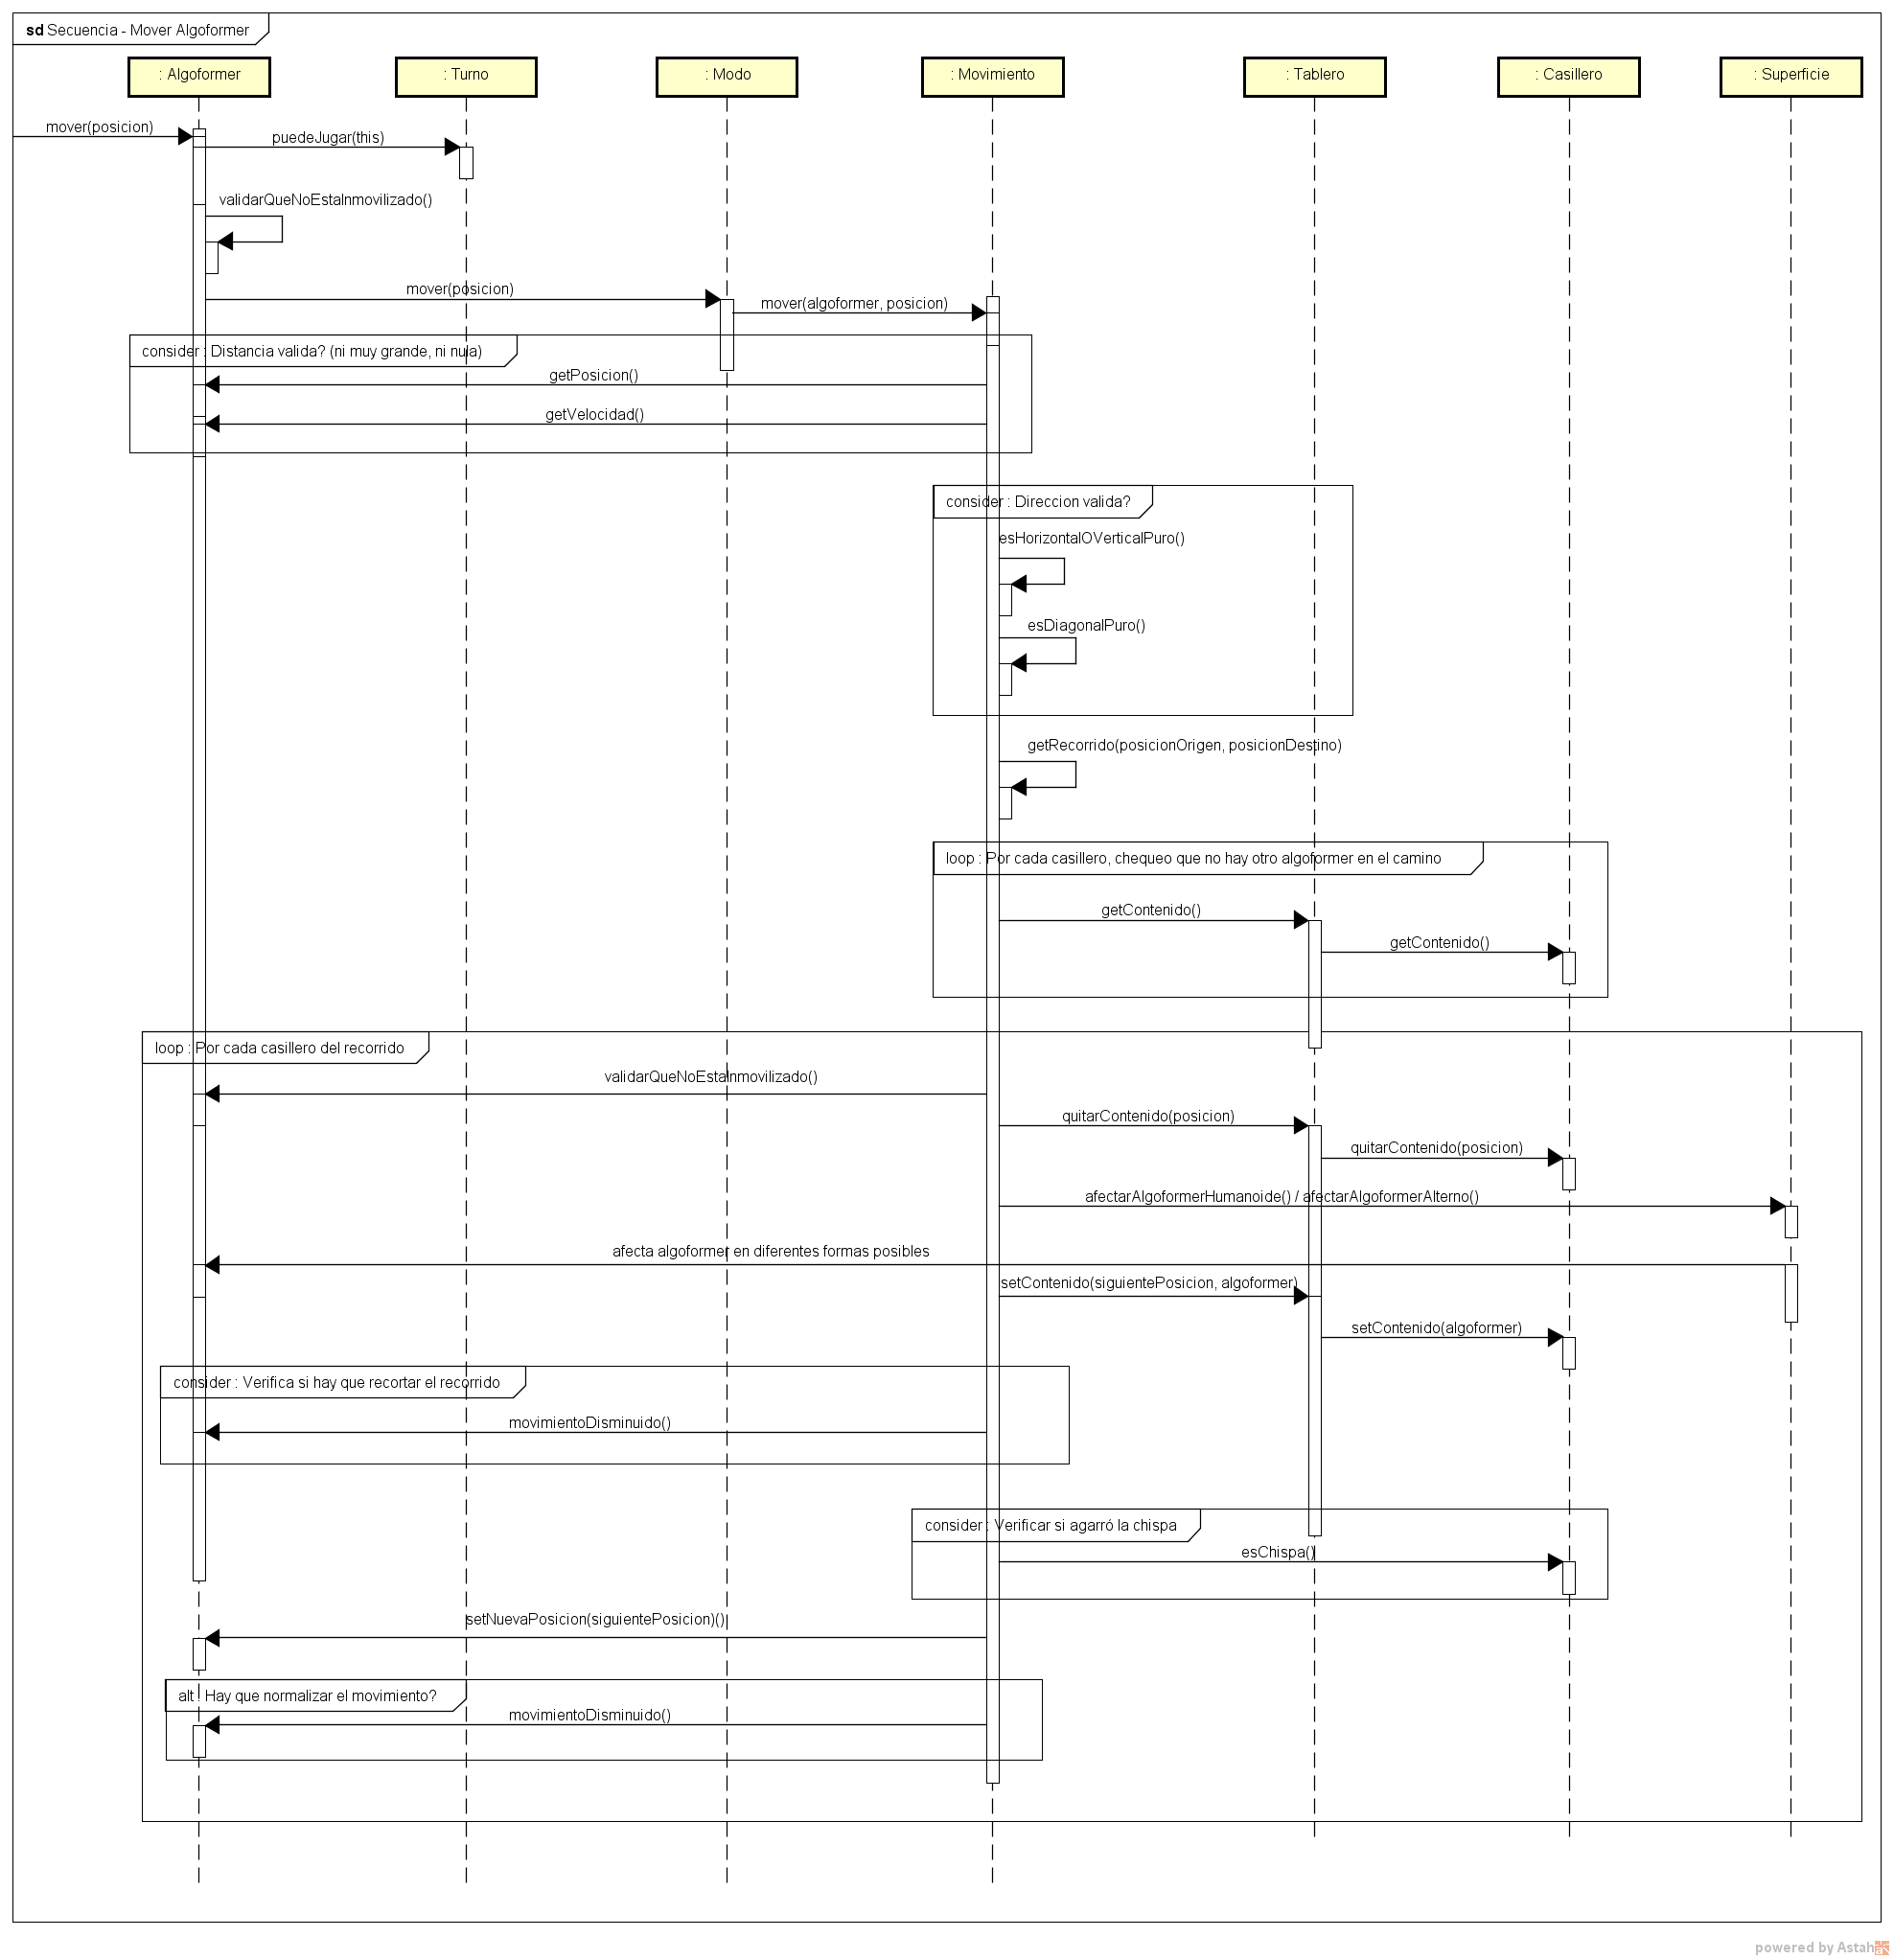 sd Secuencia - Mover Algoformer
: Algoformer
: Turno
: Modo
: Movimiento
: Tablero
: Casillero
: Superficie
mover(posicion)
puedeJugar(this)
validarQueNoEstaInmovilizado()
mover(posicion)
mover(algoformer, posicion)
consider : Distancia valida? (ni muy grande, ni nula)
getPosicion()
getVelocidad()
consider : Direccion valida?
esHorizontalOVerticalPuro()
esDiagonalPuro()
getRecorrido(posicionOrigen, posicionDestino)
loop : Por cada casillero, chequeo que no hay otro algoformer en el camino
getContenido()
getContenido()
loop : Por cada casillero del recorrido
validarQueNoEstaInmovilizado()
quitarContenido(posicion)
quitarContenido(posicion)
afectarAlgoformerHumanoide() / afectarAlgoformerAlterno()
afecta algoformer en diferentes formas posibles
setContenido(siguientePosicion, algoformer)
setContenido(algoformer)
consider : Verifica si hay que recortar el recorrido
movimientoDisminuido()
consider : Verificar si agarró la chispa
esChispa()
setNuevaPosicion(siguientePosicion)()
alt : Hay que normalizar el movimiento?
movimientoDisminuido()
powered by Astah